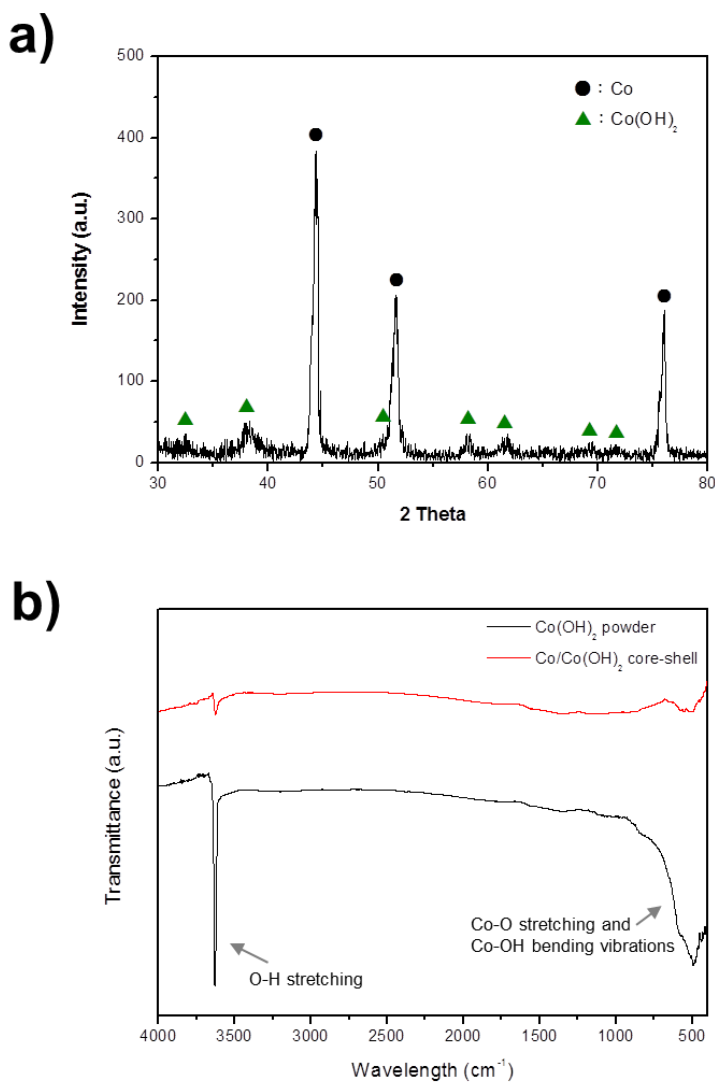 a)
500
400
300
200
100
0
Intensity (a.u.)
● : Co
▲ : Co(OH)₂
30 40 50 60 70 80
2 Theta
b)
Co(OH)₂ powder
Co/Co(OH)₂ core-shell
Transmittance (a.u.)
Co-O stretching and
Co-OH bending vibrations
O-H stretching
4000 3500 3000 2500 2000 1500 1000 500
Wavelength (cm⁻¹)